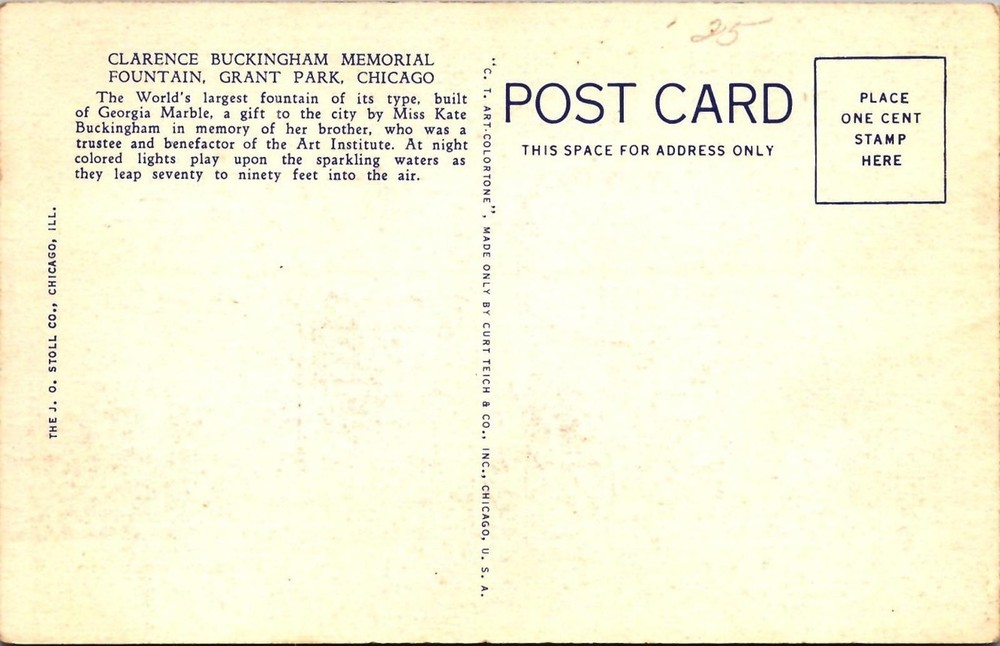 25
CLARENCE BUCKINGHAM MEMORIAL
FOUNTAIN, GRANT PARK, CHICAGO
The World's largest fountain of its type, built
of Georgia Marble, a gift to the city by Miss Kate
Buckingham in memory of her brother, who was a
trustee and benefactor of the Art Institute. At night
colored lights play upon the sparkling waters as
they leap seventy to ninety feet into the air.
THE J. O. STOLL CO., CHICAGO, ILL.
"C. T. ART-COLORTONE", MADE ONLY BY CURT TEICH & CO., INC., CHICAGO, U. S. A.
POST CARD
THIS SPACE FOR ADDRESS ONLY
PLACE
ONE CENT
STAMP
HERE